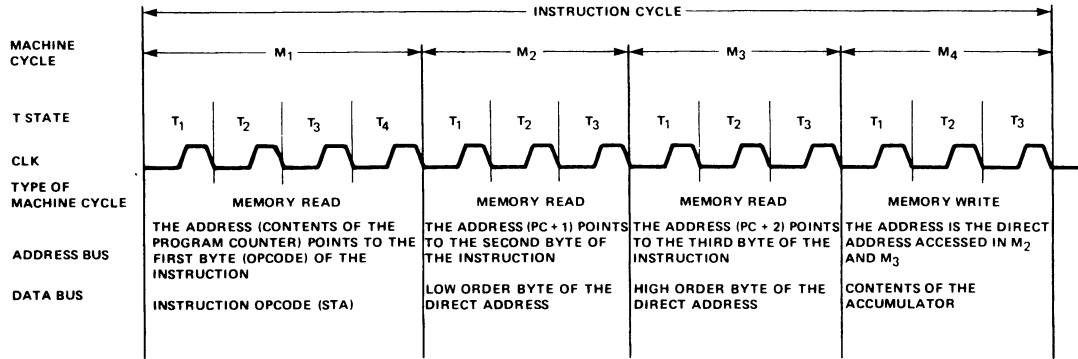 INSTRUCTION CYCLE
MACHINE
CYCLE
M1 M2 M3 M4
T STATE
T1 T2 T3 T4 T1 T2 T3 T1 T2 T3 T1 T2 T3
CLK
TYPE OF
MACHINE CYCLE
MEMORY READ MEMORY READ MEMORY READ MEMORY WRITE
ADDRESS BUS
THE ADDRESS (CONTENTS OF THE
PROGRAM COUNTER) POINTS TO THE
FIRST BYTE (OPCODE) OF THE
INSTRUCTION
THE ADDRESS (PC + 1) POINTS
TO THE SECOND BYTE OF
THE INSTRUCTION
THE ADDRESS (PC + 2) POINTS
TO THE THIRD BYTE OF THE
INSTRUCTION
THE ADDRESS IS THE DIRECT
ADDRESS ACCESSED IN M2
AND M3
DATA BUS
INSTRUCTION OPCODE (STA)
LOW ORDER BYTE OF THE
DIRECT ADDRESS
HIGH ORDER BYTE OF THE
DIRECT ADDRESS
CONTENTS OF THE
ACCUMULATOR